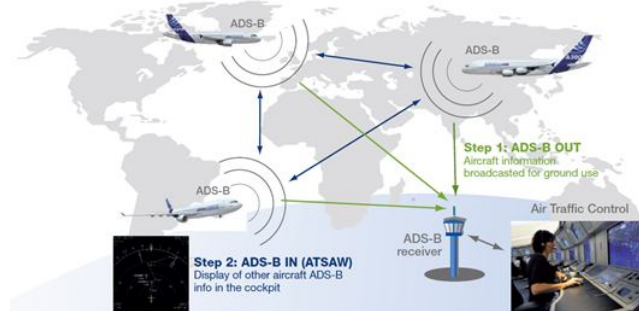 ADS-B
ADS-B
Step 1: ADS-B OUT
Aircraft information
broadcasted for ground use
ADS-B
Air Traffic Control
ADS-B
receiver
Step 2: ADS-B IN (ATSAW)
Display of other aircraft ADS-B
info in the cockpit